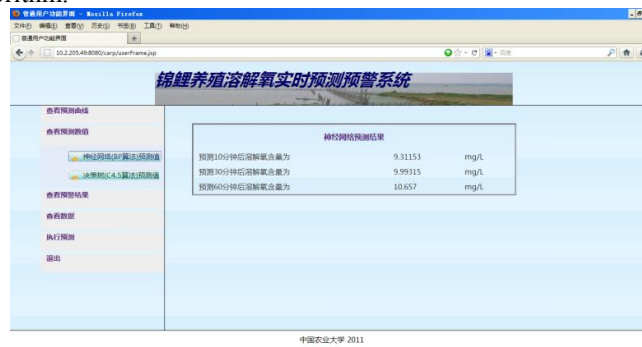 普通用户功能界面 - Mozilla Firefox
文件(F) 编辑(E) 查看(V) 历史(S) 书签(B) 工具(T) 帮助(H)
普通用户功能界面
10.2.205.49:8080/carp/userFrame.jsp
百度
锦鲤养殖溶解氧实时预测预警系统
查看预测曲线
查看预测数值
神经网络(BP算法)预测值
决策树(C4.5算法)预测值
查看预警结果
查看数据
执行预测
退出
神经网络预测结果
预测10分钟后溶解氧含量为 9.31153 mg/L
预测30分钟后溶解氧含量为 9.99315 mg/L
预测60分钟后溶解氧含量为 10.657 mg/L
中国农业大学 2011